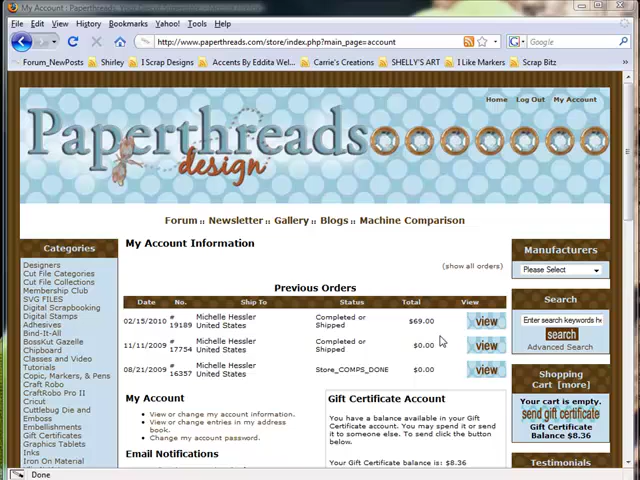 My Account : Paperthreads
File Edit View History Bookmarks Yahoo! Tools Help
http://www.paperthreads.com/store/index.php?main_page=account
Google
Forum_NewPosts Shirley I Scrap Designs Accents By Eddita Wel... Carrie's Creations SHELLY'S ART I Like Markers Scrap Bitz
Home Log Out My Account
Paperthreads
design
Forum :: Newsletter :: Gallery :: Blogs :: Machine Comparison
Categories
Designers
Cut File Categories
Cut File Collections
Membership Club
SVG FILES
Digital Scrapbooking
Digital Stamps
Adhesives
Bind-It-All
BossKut Gazelle
Chipboard
Classes and Video
Tutorials
Copic, Markers, & Pens
Craft Robo
CraftRobo Pro II
Cricut
Cuttlebug Die and
Emboss
Embellishments
Gift Certificates
Graphics Tablets
Inks
Iron On Material
My Account Information
(show all orders)
Previous Orders
Date No. Ship To Status Total View
02/15/2010 # 19189 Michelle Hessler United States Completed or Shipped $69.00 view
11/11/2009 # 17754 Michelle Hessler United States Completed or Shipped $0.00 view
08/21/2009 # 16357 Michelle Hessler United States Store_COMPS_DONE $0.00 view
My Account
View or change my account information.
View or change entries in my address
book.
Change my account password.
Email Notifications
Gift Certificate Account
You have a balance available in your Gift
Certificate account. You may spend it or
send it to someone else. To send click the button
below.
Your Gift Certificate balance is: $8.36
Manufacturers
Please Select
Search
Enter search keywords h
search
Advanced Search
Shopping
Cart [more]
Your cart is empty.
send gift certificate
Gift Certificate
Balance $8.36
Testimonials
Done